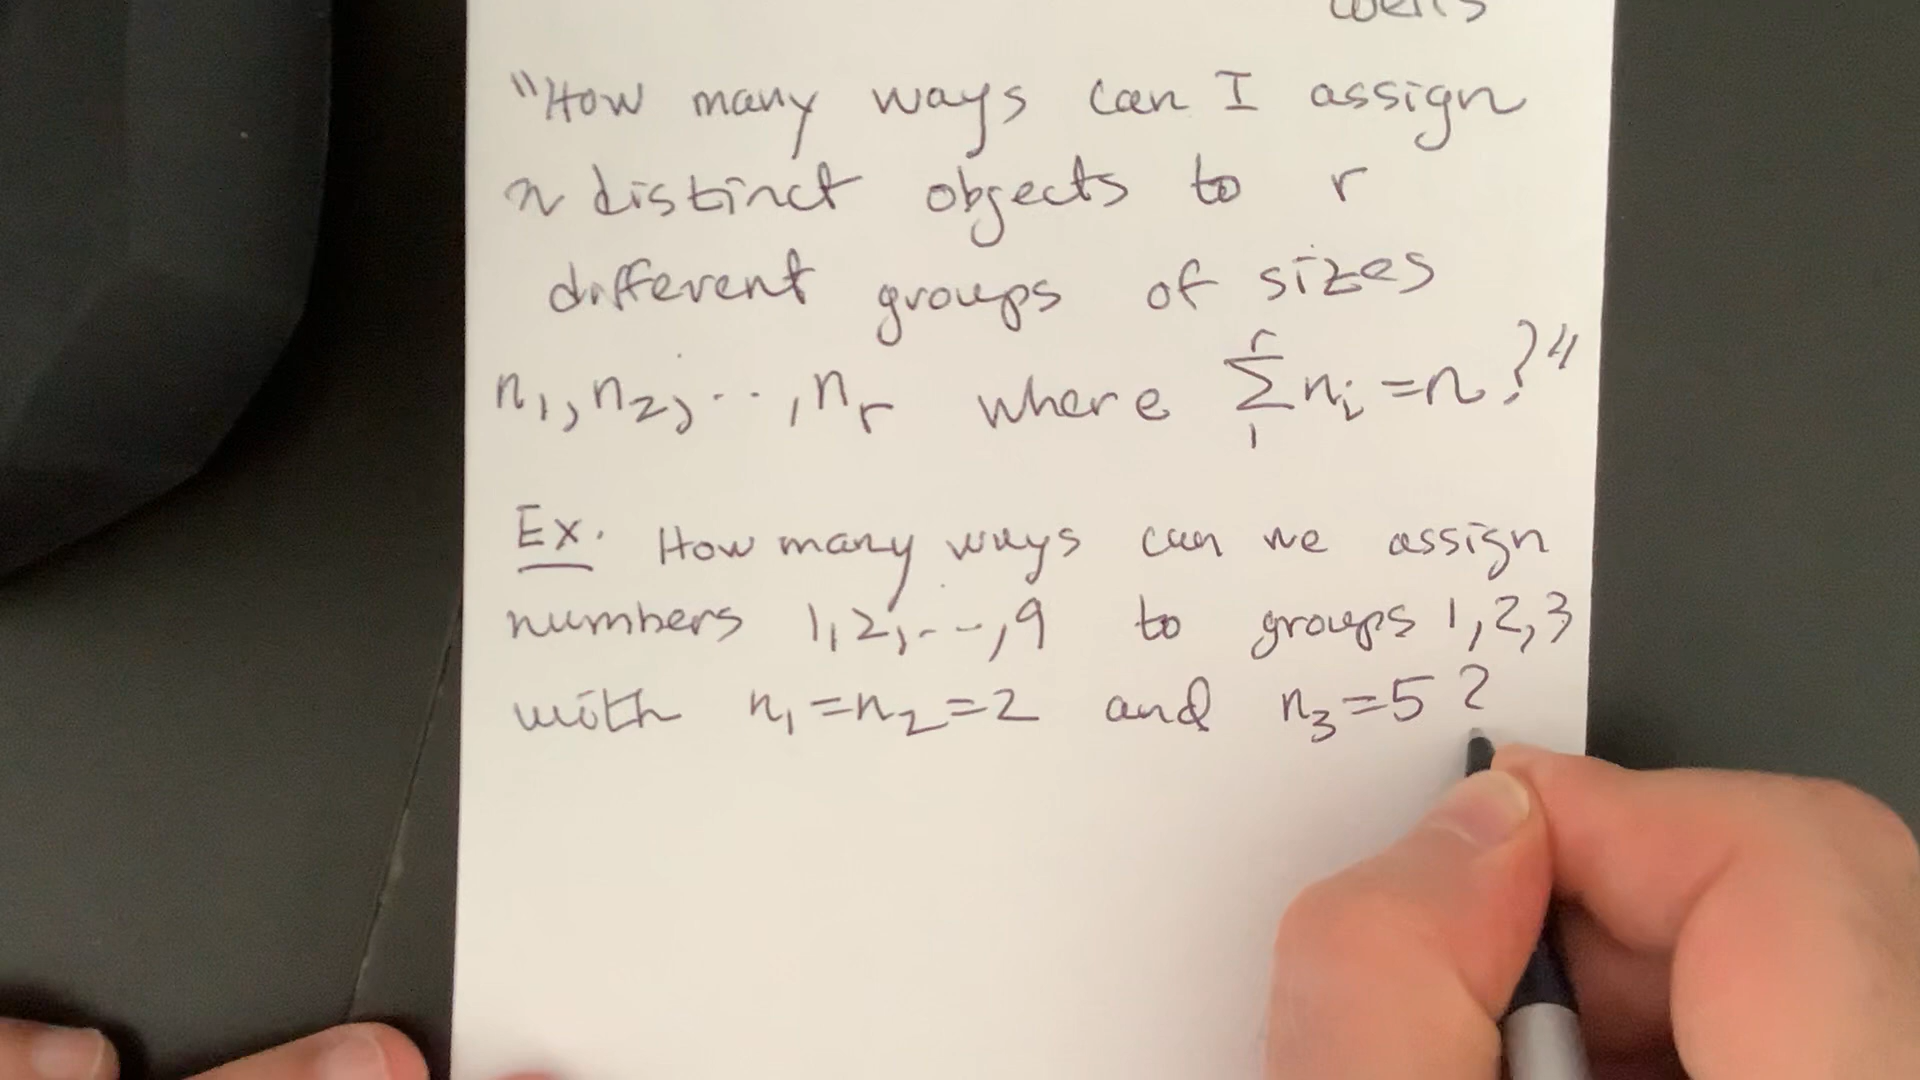 "How many ways can I assign
n distinct objects to r
different groups of sizes
n₁, n₂, ..., nᵣ where Σ₁ʳ nᵢ = n?"
Ex. How many ways can we assign
numbers 1, 2, ..., 9 to groups 1, 2, 3
with n₁ = n₂ = 2 and n₃ = 5?